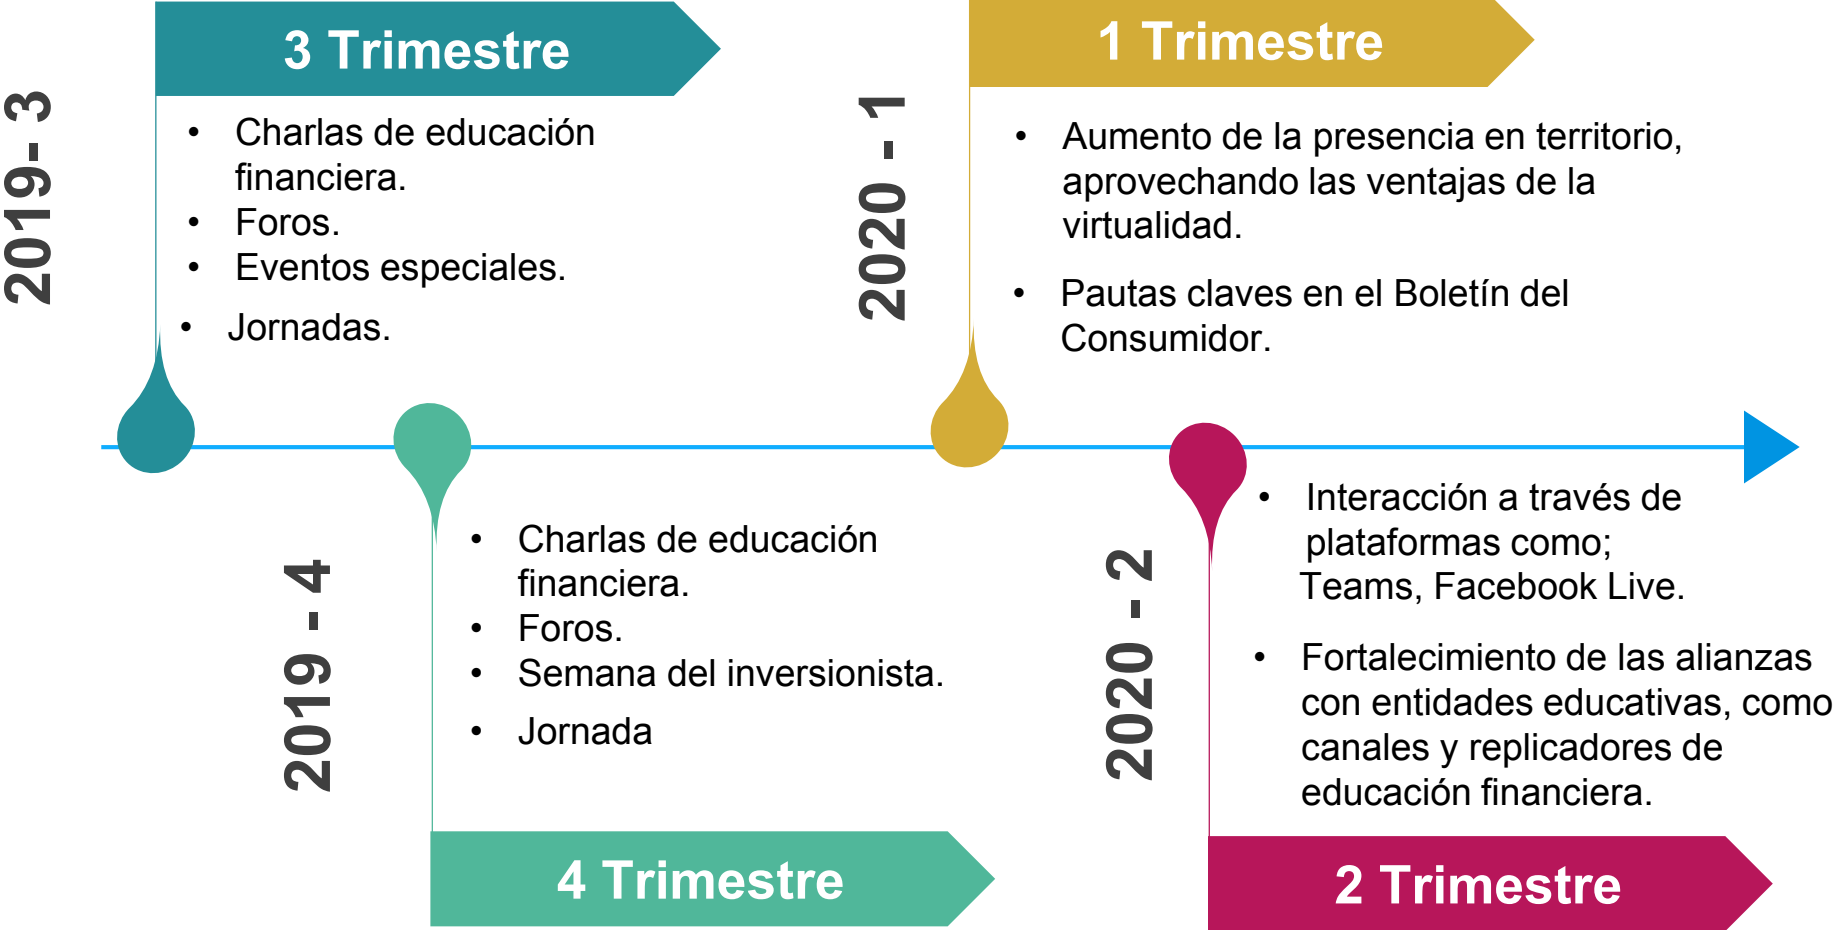 2019- 3
3 Trimestre
• Charlas de educación
financiera.
• Foros.
• Eventos especiales.
• Jornadas.
2019 - 4
• Charlas de educación
financiera.
• Foros.
• Semana del inversionista.
• Jornada
4 Trimestre
2020 - 1
1 Trimestre
• Aumento de la presencia en territorio,
aprovechando las ventajas de la
virtualidad.
• Pautas claves en el Boletín del
Consumidor.
2020 - 2
• Interacción a través de
plataformas como;
Teams, Facebook Live.
• Fortalecimiento de las alianzas
con entidades educativas, como
canales y replicadores de
educación financiera.
2 Trimestre